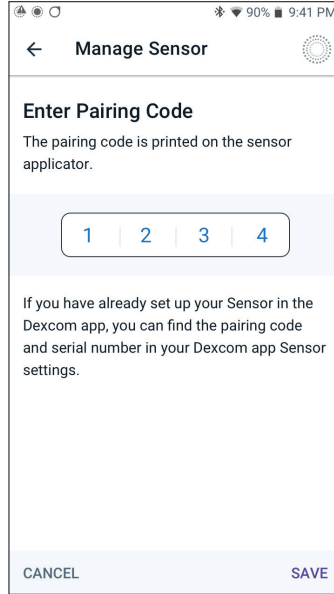 90% 9:41 PM
Manage Sensor
Enter Pairing Code
The pairing code is printed on the sensor
applicator.
1 2 3 4
If you have already set up your Sensor in the
Dexcom app, you can find the pairing code
and serial number in your Dexcom app Sensor
settings.
CANCEL SAVE